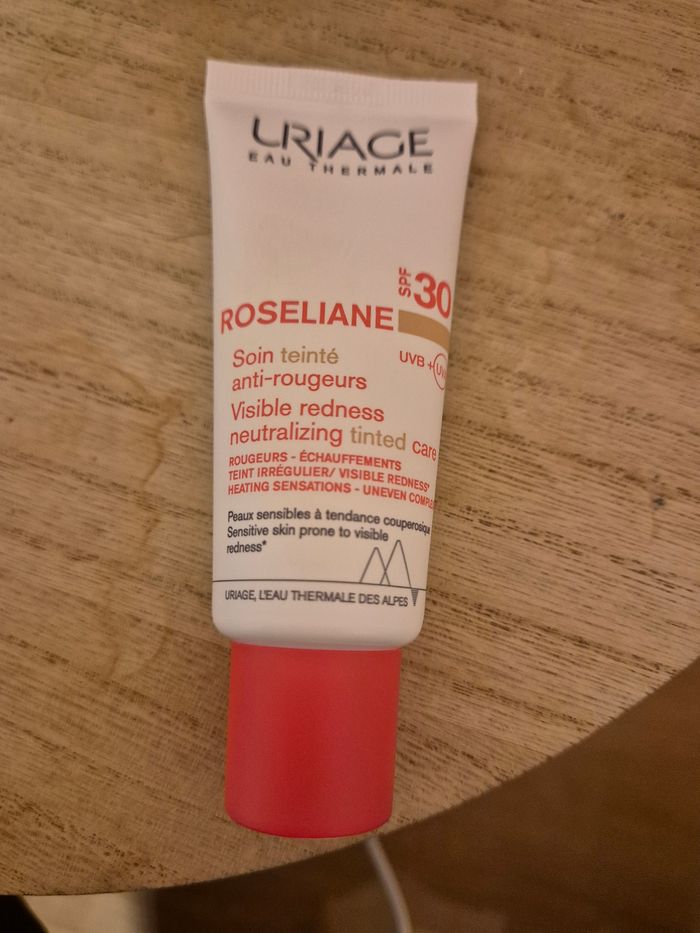 URIAGE
EAU THERMALE
SPF 30
ROSELIANE
UVB +
Soin teinté
anti-rougeurs
Visible redness
neutralizing tinted care
ROUGEURS - ÉCHAUFFEMENTS
TEINT IRRÉGULIER/ VISIBLE REDNESS*
HEATING SENSATIONS - UNEVEN
Peaux sensibles à tendance
Sensitive skin prone to visible
redness*
URIAGE, L'EAU THERMALE DES ALPES